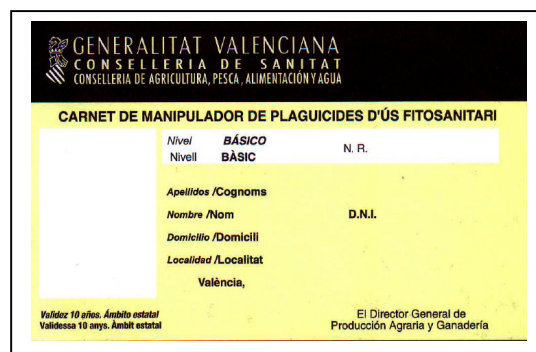 GENERALITAT VALENCIANA
CONSELLERIA DE SANITAT
CONSELLERIA DE AGRICULTURA, PESCA, ALIMENTACIÓN Y AGUA
CARNET DE MANIPULADOR DE PLAGUICIDES D'ÚS FITOSANITARI
Nivel BÁSICO
Nivell BÀSIC
N. R.
Apellidos /Cognoms
Nombre /Nom
D.N.I.
Domicilio /Domicili
Localidad /Localitat
València,
Validez 10 años. Ámbito estatal
Validessa 10 anys. Àmbit estatal
El Director General de
Producción Agraria y Ganadería